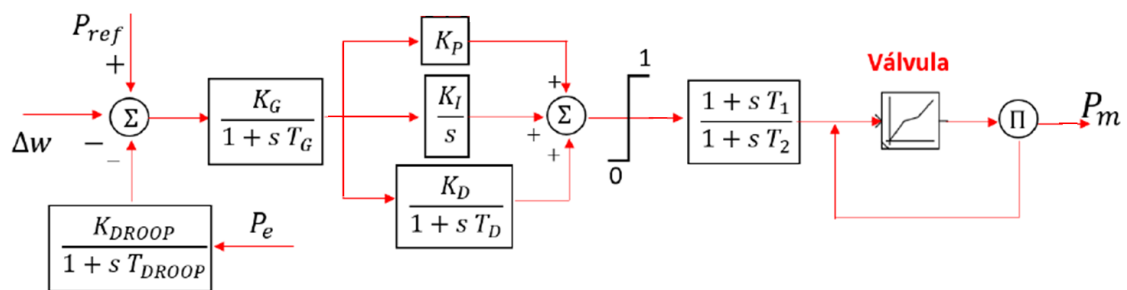 P_ref
+
Δw
−
−
Σ
K_G
1 + s T_G
K_P
K_I
s
K_D
1 + s T_D
+
+
+
Σ
1
0
1 + s T_1
1 + s T_2
Válvula
Π
P_m
K_DROOP
1 + s T_DROOP
P_e